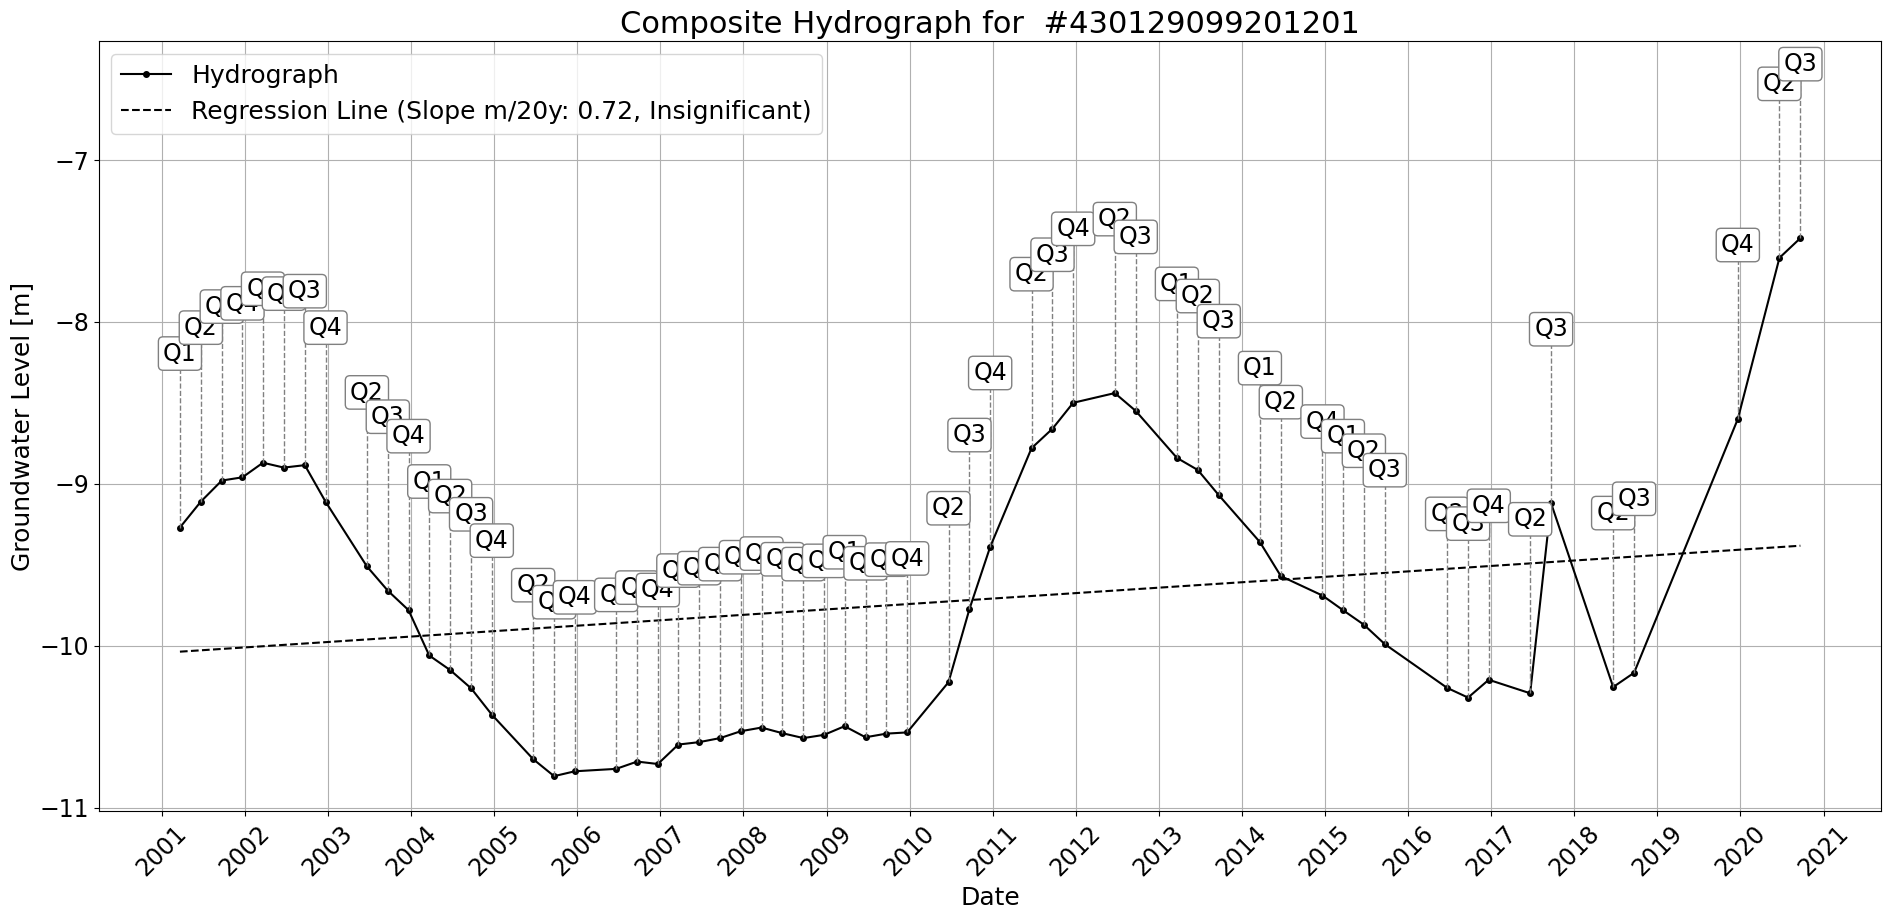 Composite Hydrograph for #430129099201201
Hydrograph
Regression Line (Slope m/20y: 0.72, Insignificant)
Groundwater Level [m]
−7
−8
−9
−10
−11
Q1
Q2
Q4
Q3
Q4
Q2
Q3
Q4
Q1
Q2
Q3
Q4
Q2
Q4
Q4
Q1
Q4
Q2
Q3
Q4
Q2
Q3
Q4
Q2
Q3
Q1
Q2
Q3
Q1
Q2
Q4
Q1
Q2
Q3
Q2
Q3
Q4
Q2
Q3
Q2
Q3
Q4
Q2
Q3
2001
2002
2003
2004
2005
2006
2007
2008
2009
2010
2011
2012
2013
2014
2015
2016
2017
2018
2019
2020
2021
Date